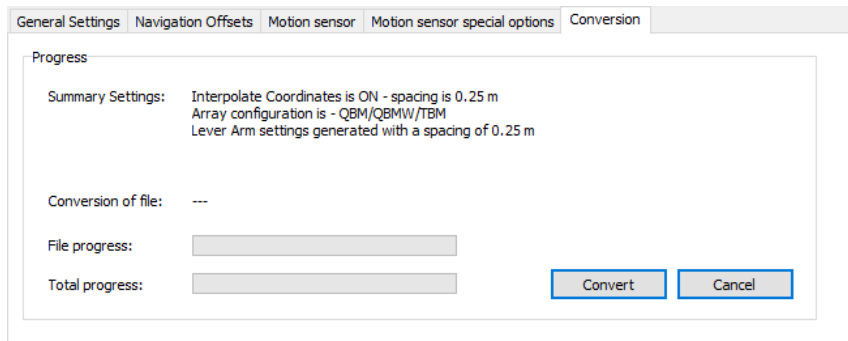 General Settings Navigation Offsets Motion sensor Motion sensor special options Conversion
Progress
Summary Settings: Interpolate Coordinates is ON - spacing is 0.25 m
Array configuration is - QBM/QBMW/TBM
Lever Arm settings generated with a spacing of 0.25 m
Conversion of file: ---
File progress:
Total progress: Convert Cancel